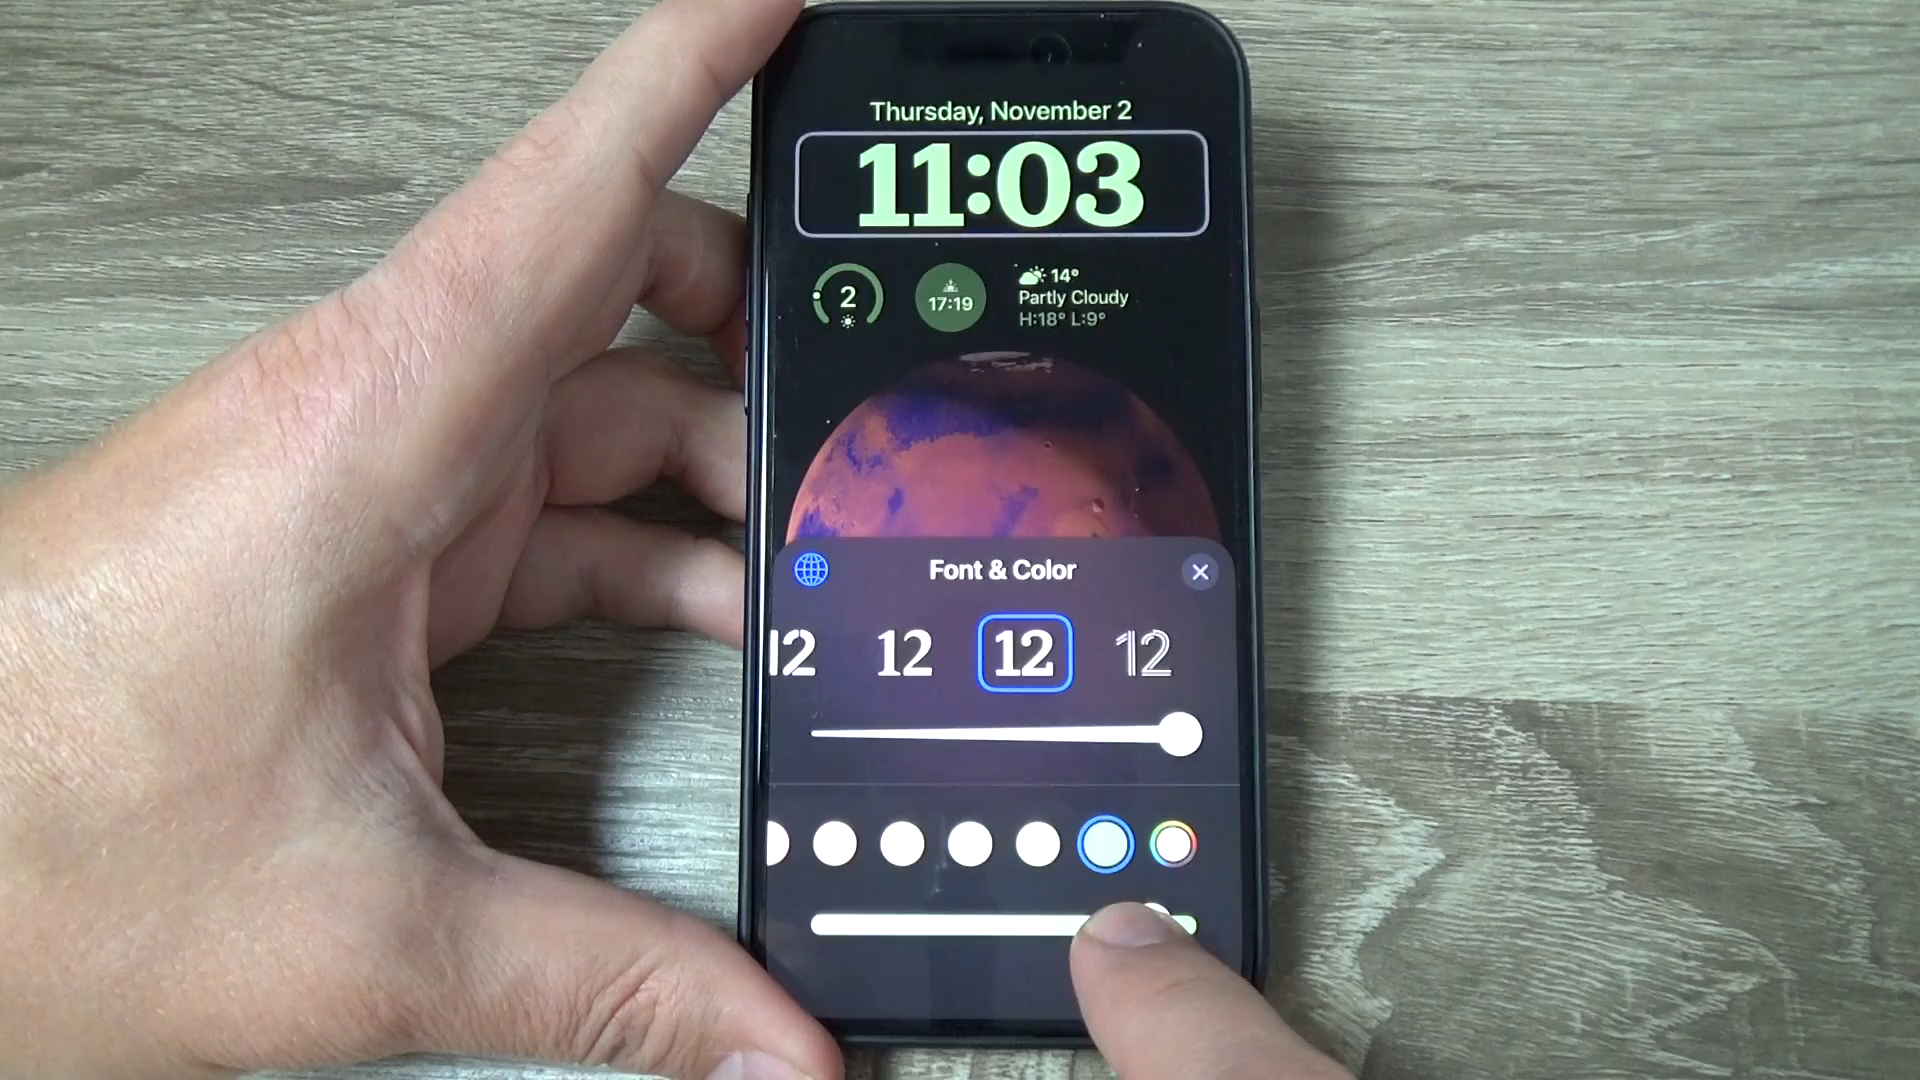 Thursday, November 2
11:03
2
17:19
14°
Partly Cloudy
H:18° L:9°
Font & Color
12 12 12 12